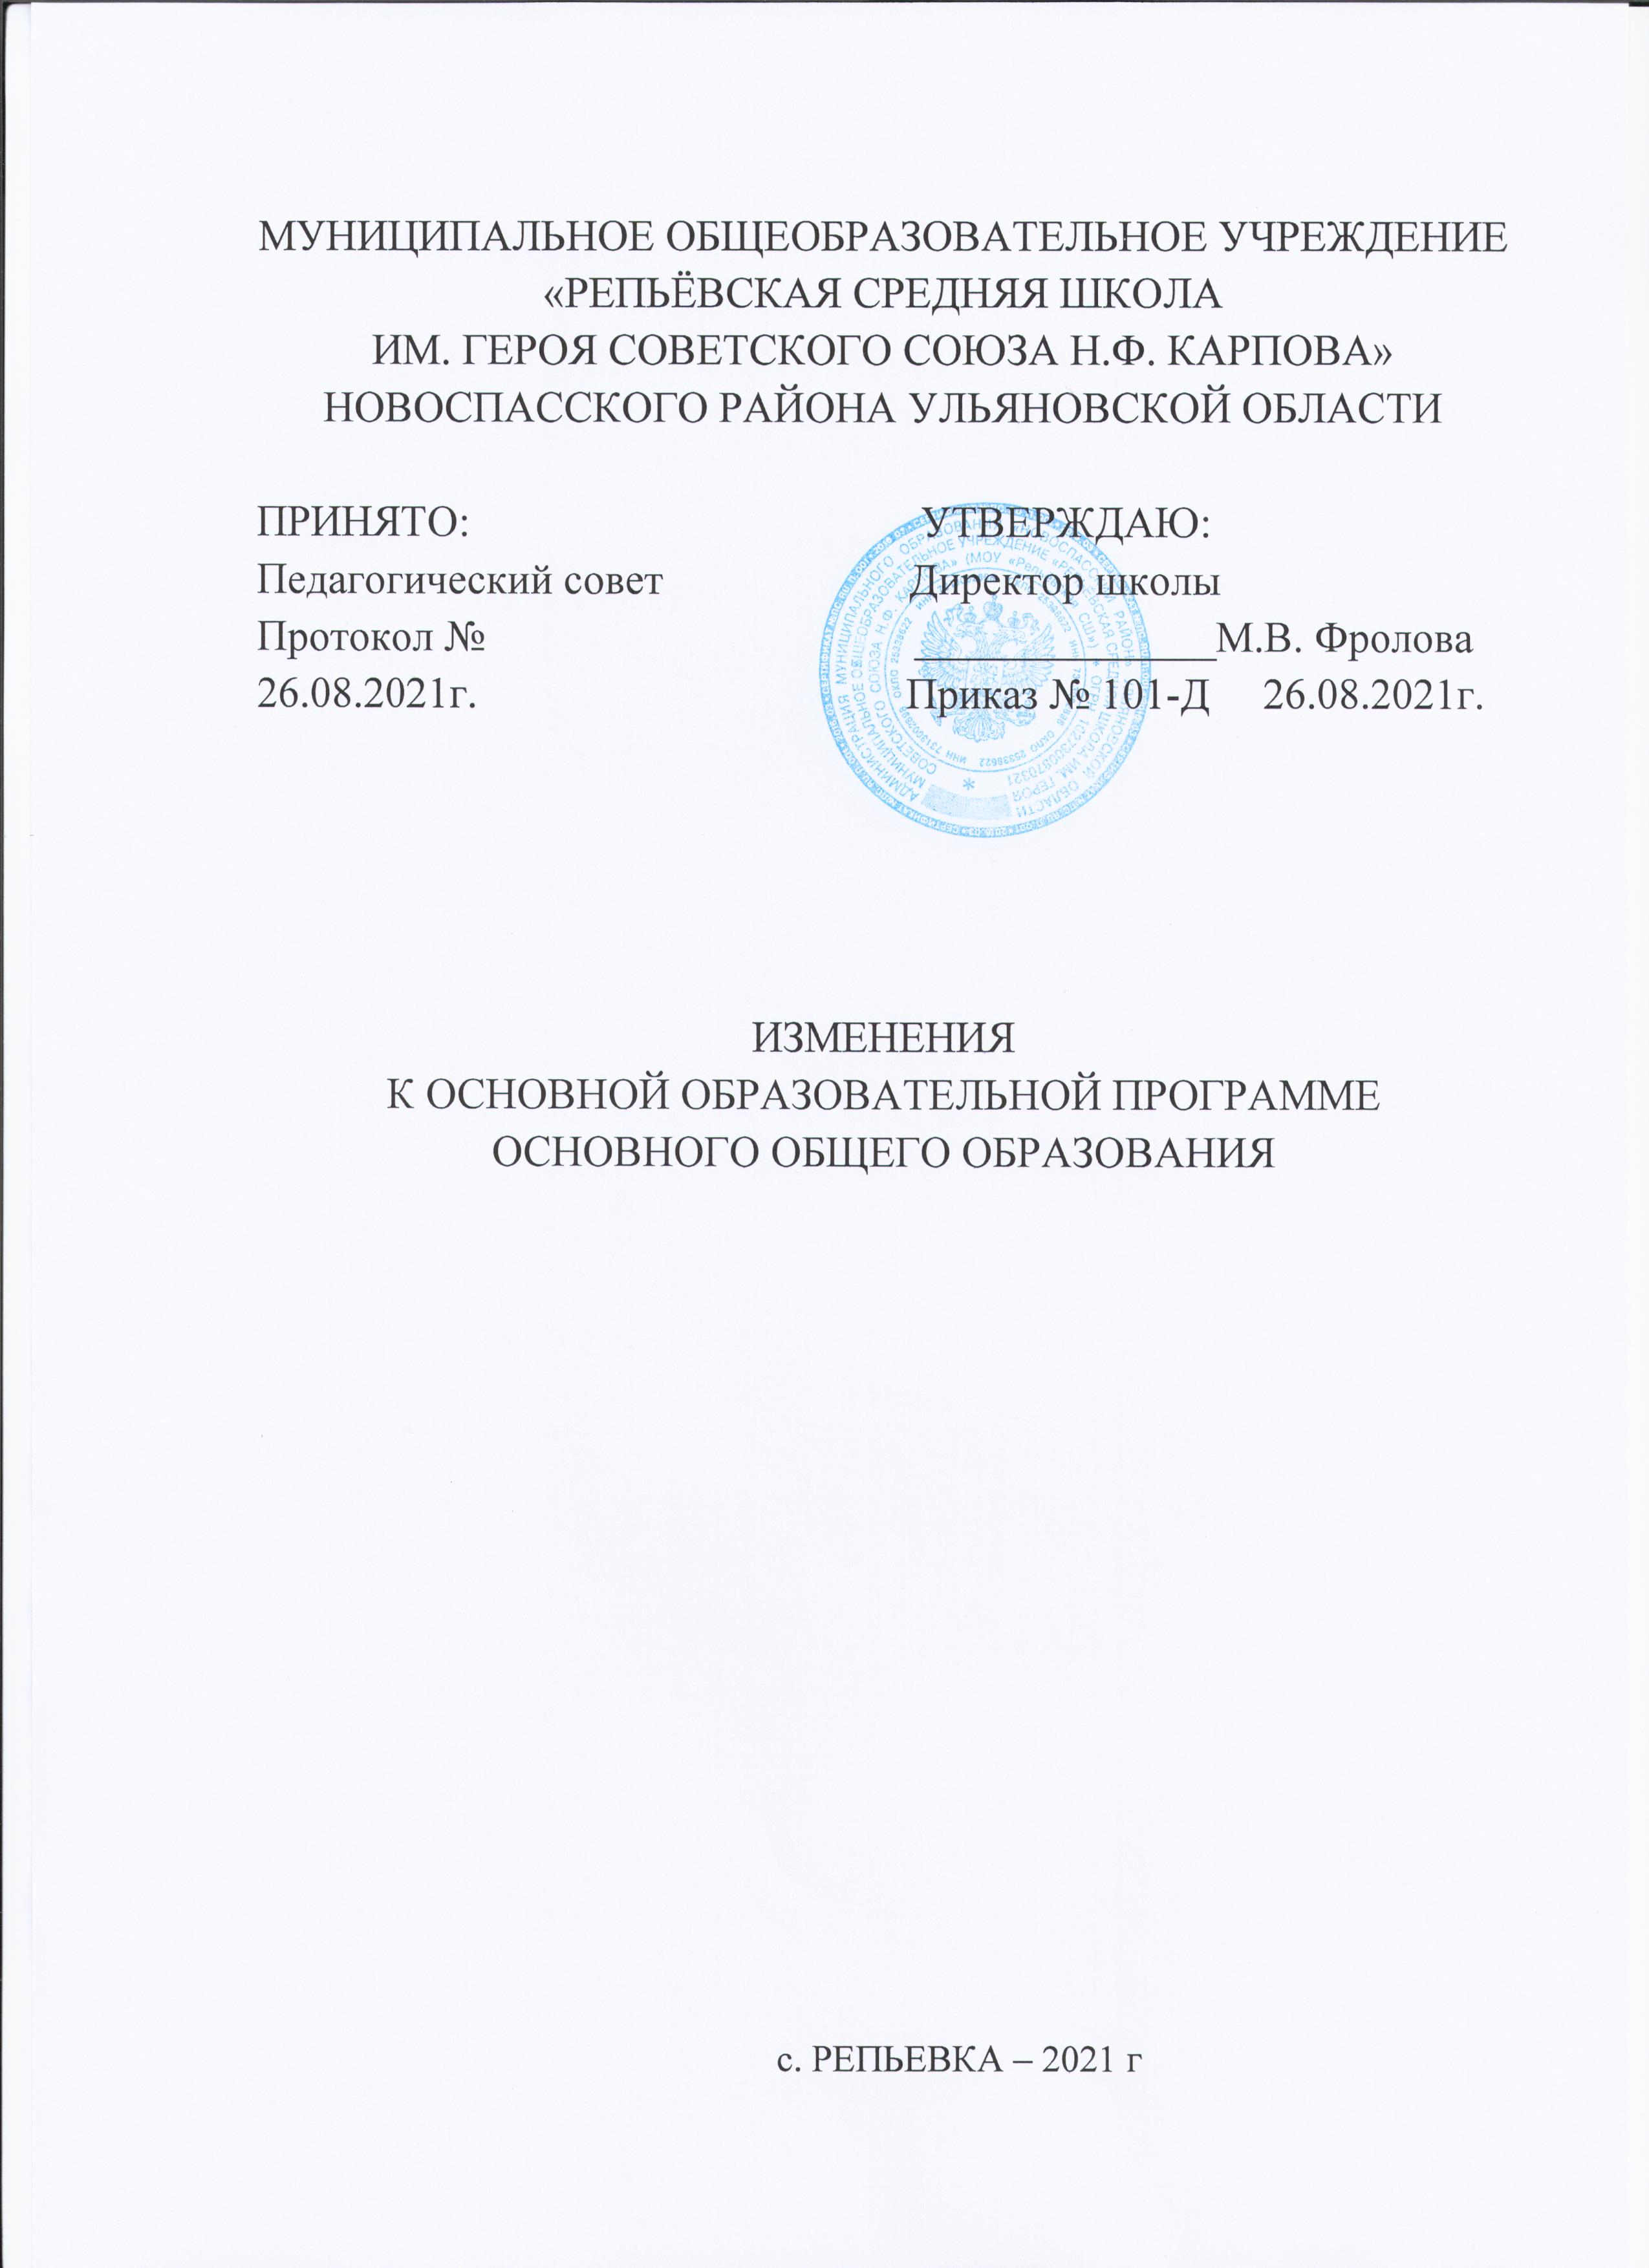 МУНИЦИПАЛЬНОЕ ОБЩЕОБРАЗОВАТЕЛЬНОЕ УЧРЕЖДЕНИЕ
«РЕПЬЁВСКАЯ СРЕДНЯЯ ШКОЛА
ИМ. ГЕРОЯ СОВЕТСКОГО СОЮЗА Н.Ф. КАРПОВА»
НОВОСПАССКОГО РАЙОНА УЛЬЯНОВСКОЙ ОБЛАСТИ
ПРИНЯТО: УТВЕРЖДАЮ:
Педагогический совет Директор школы
Протокол № ______________М.В. Фролова
26.08.2021г. Приказ № 101-Д 26.08.2021г.
ИЗМЕНЕНИЯ
К ОСНОВНОЙ ОБРАЗОВАТЕЛЬНОЙ ПРОГРАММЕ
ОСНОВНОГО ОБЩЕГО ОБРАЗОВАНИЯ
с. РЕПЬЕВКА – 2021 г